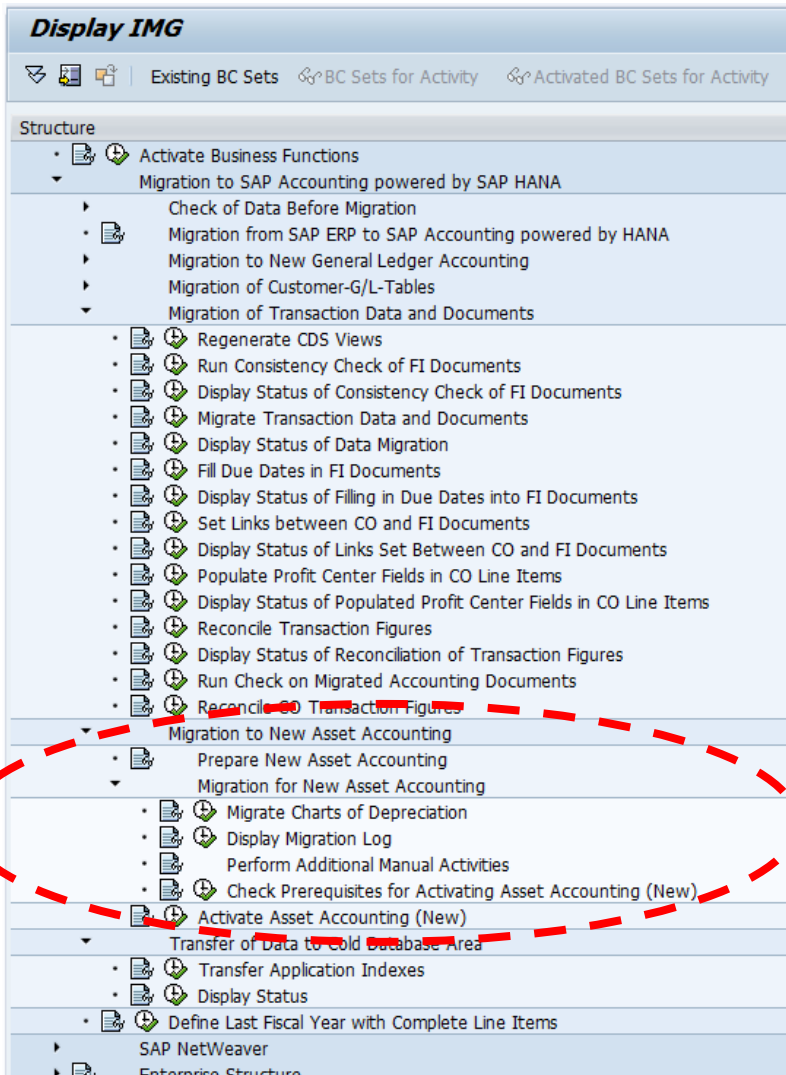 Display IMG
Existing BC Sets BC Sets for Activity Activated BC Sets for Activity
Structure
Activate Business Functions
Migration to SAP Accounting powered by SAP HANA
Check of Data Before Migration
Migration from SAP ERP to SAP Accounting powered by HANA
Migration to New General Ledger Accounting
Migration of Customer-G/L-Tables
Migration of Transaction Data and Documents
Regenerate CDS Views
Run Consistency Check of FI Documents
Display Status of Consistency Check of FI Documents
Migrate Transaction Data and Documents
Display Status of Data Migration
Fill Due Dates in FI Documents
Display Status of Filling in Due Dates into FI Documents
Set Links between CO and FI Documents
Display Status of Links Set Between CO and FI Documents
Populate Profit Center Fields in CO Line Items
Display Status of Populated Profit Center Fields in CO Line Items
Reconcile Transaction Figures
Display Status of Reconciliation of Transaction Figures
Run Check on Migrated Accounting Documents
Reconcile CO Transaction Figures
Migration to New Asset Accounting
Prepare New Asset Accounting
Migration for New Asset Accounting
Migrate Charts of Depreciation
Display Migration Log
Perform Additional Manual Activities
Check Prerequisites for Activating Asset Accounting (New)
Activate Asset Accounting (New)
Transfer of Data to Cold Database Area
Transfer Application Indexes
Display Status
Define Last Fiscal Year with Complete Line Items
SAP NetWeaver
Enterprise Structure